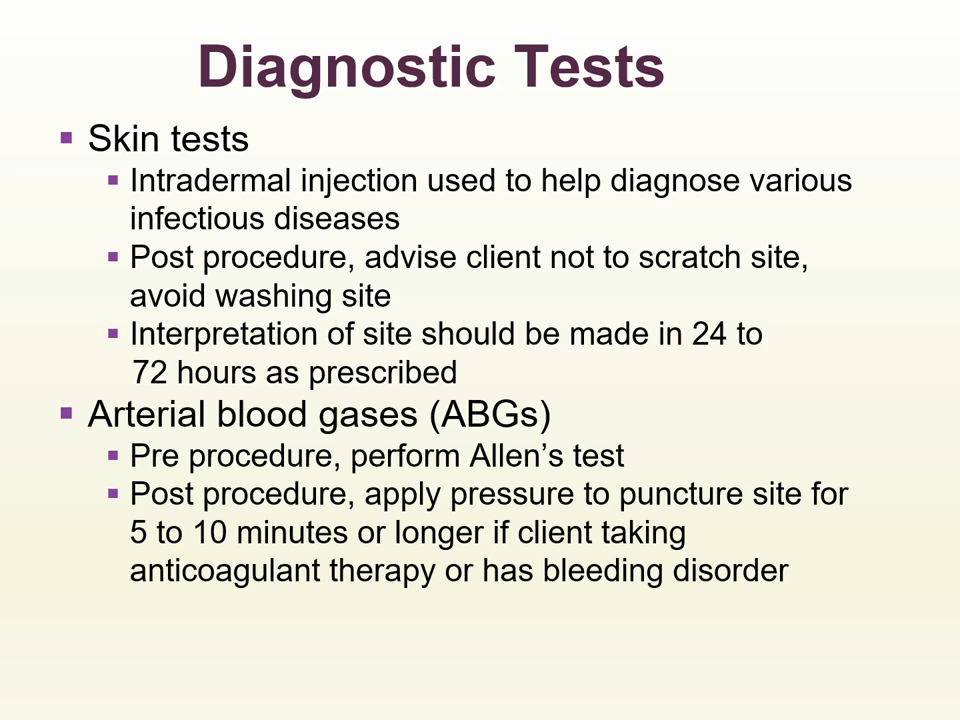 Diagnostic Tests
▪ Skin tests
▪ Intradermal injection used to help diagnose various
infectious diseases
▪ Post procedure, advise client not to scratch site,
avoid washing site
▪ Interpretation of site should be made in 24 to
72 hours as prescribed
▪ Arterial blood gases (ABGs)
▪ Pre procedure, perform Allen’s test
▪ Post procedure, apply pressure to puncture site for
5 to 10 minutes or longer if client taking
anticoagulant therapy or has bleeding disorder